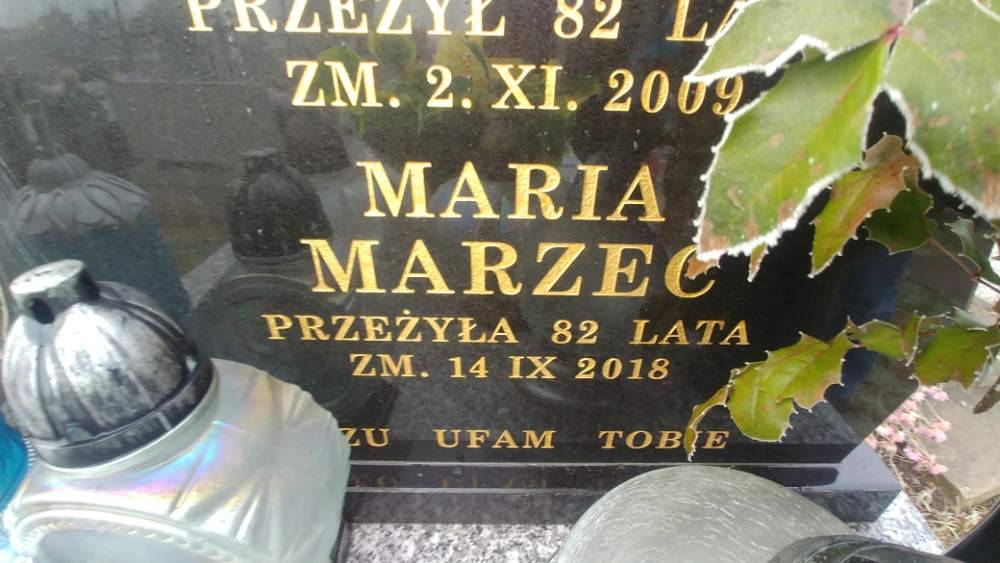 PRZEŻYŁ 82
ZM. 2. XI. 2009
MARIA
MARZEC
PRZEŻYŁA 82 LATA
ZM. 14 IX 2018
UFAM TOBIE